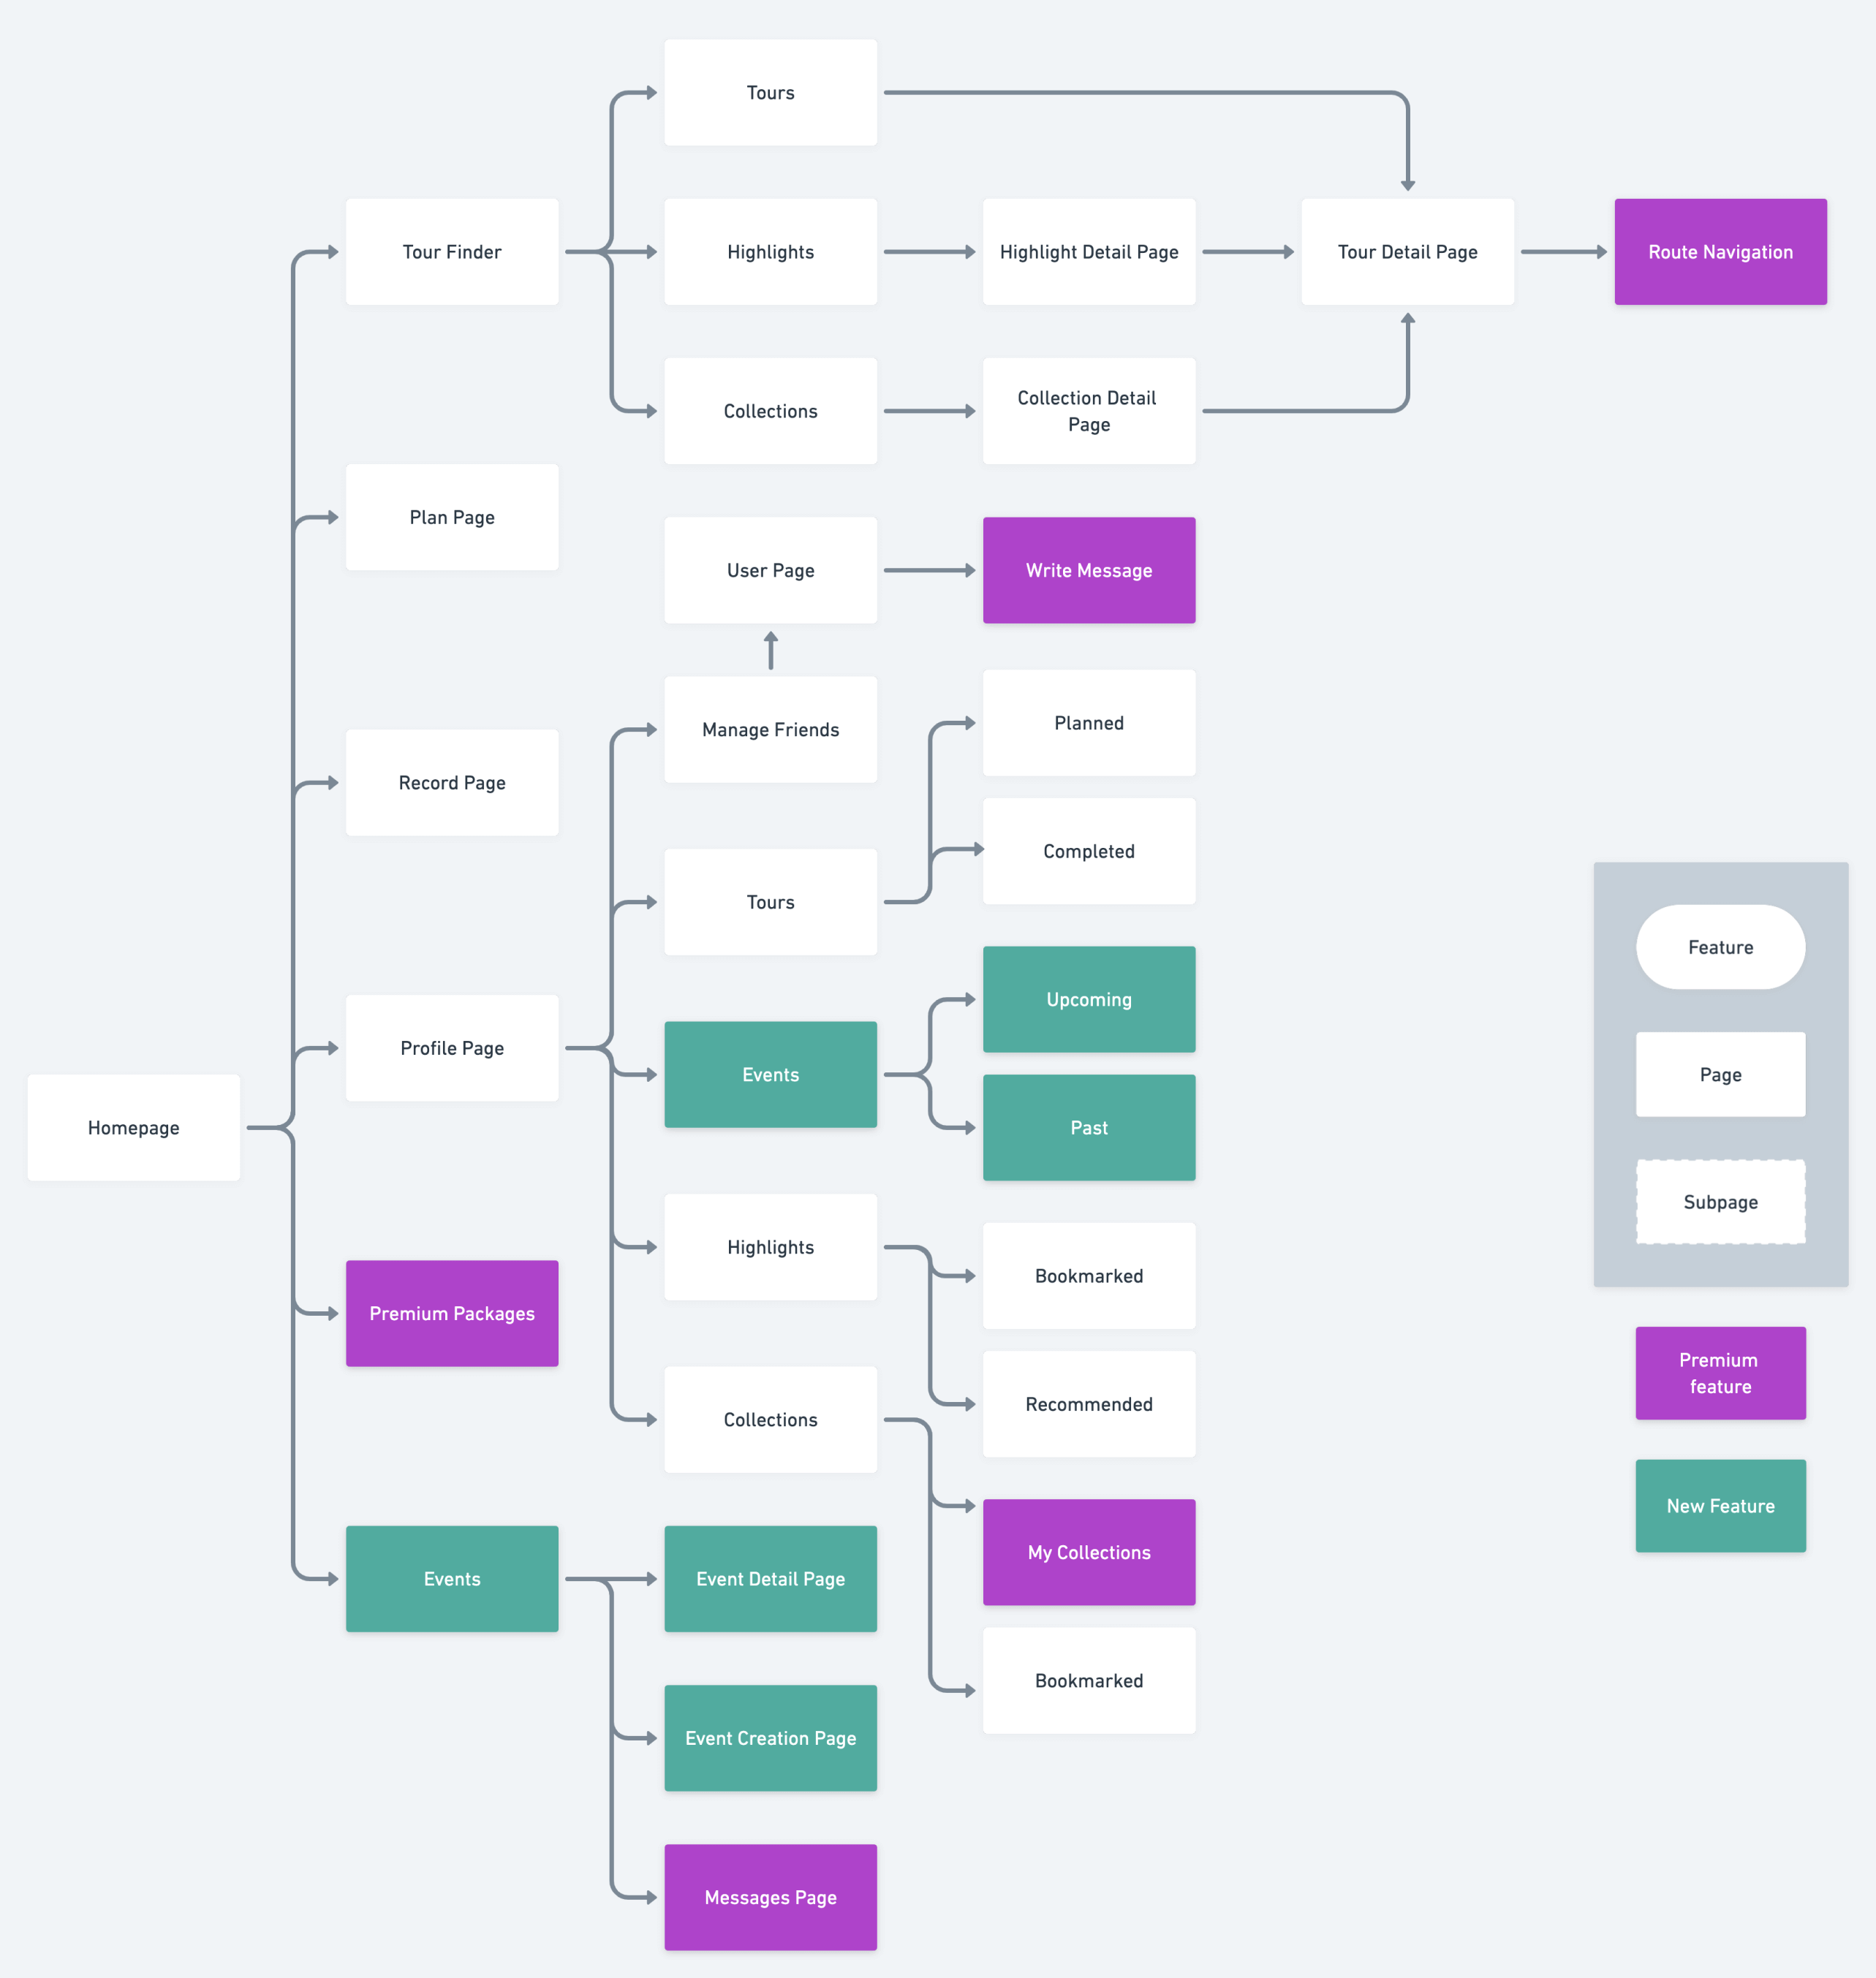 Tours
Tour Finder
Highlights
Highlight Detail Page
Tour Detail Page
Route Navigation
Collections
Collection Detail
Page
Plan Page
User Page
Write Message
Manage Friends
Planned
Record Page
Completed
Tours
Feature
Upcoming
Profile Page
Events
Page
Homepage
Past
Subpage
Highlights
Bookmarked
Premium Packages
Premium
feature
Recommended
Collections
New Feature
My Collections
Events
Event Detail Page
Bookmarked
Event Creation Page
Messages Page